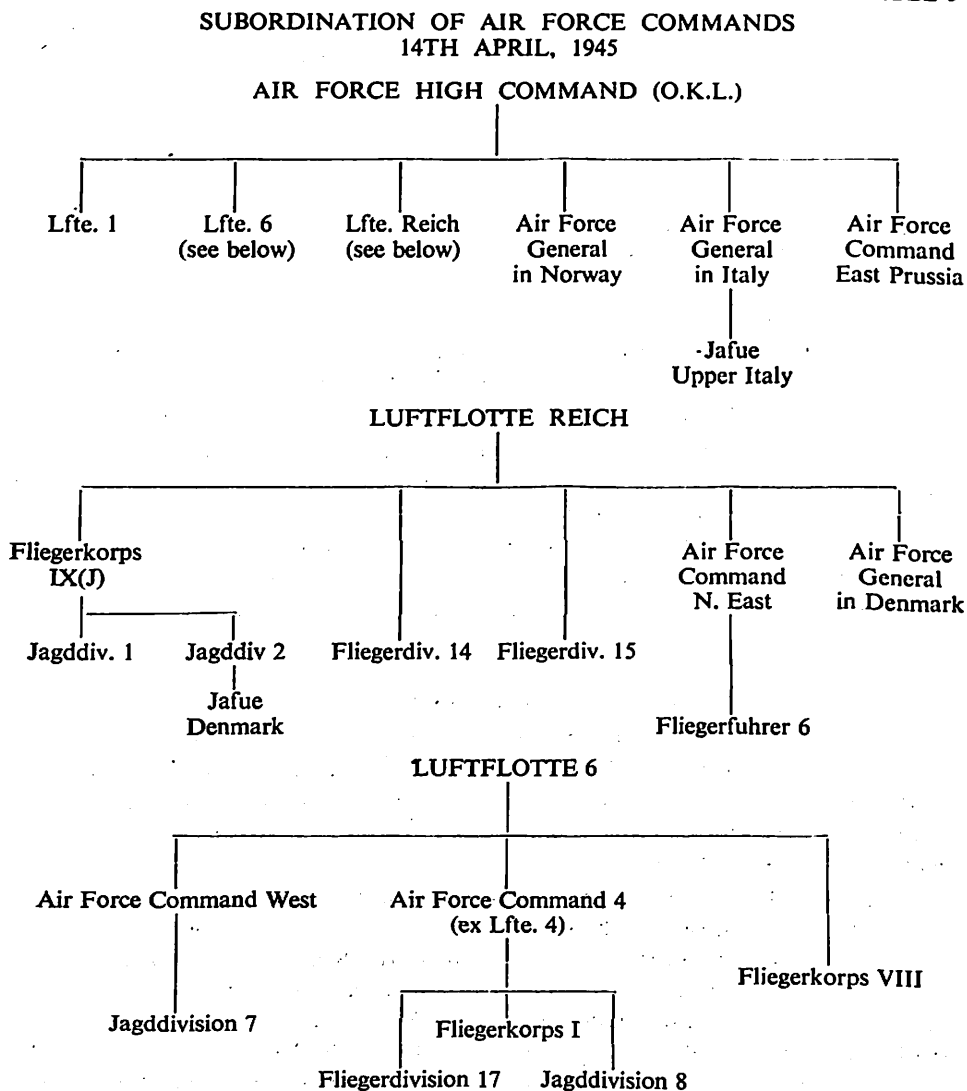 SUBORDINATION OF AIR FORCE COMMANDS
14TH APRIL, 1945
AIR FORCE HIGH COMMAND (O.K.L.)
Lfte. 1 Lfte. 6 Lfte. Reich Air Force Air Force Air Force
(see below) (see below) General General Command
in Norway in Italy East Prussia
Jafue
Upper Italy
LUFTFLOTTE REICH
Fliegerkorps Air Force Air Force
IX(J) Command General
N. East in Denmark
Jagddiv. 1 Jagddiv 2 Fliegerdiv. 14 Fliegerdiv. 15
Jafue
Denmark Fliegerfuhrer 6
LUFTFLOTTE 6
Air Force Command West Air Force Command 4
(ex Lfte. 4)
Fliegerkorps VIII
Jagddivision 7 Fliegerkorps I
Fliegerdivision 17 Jagddivision 8